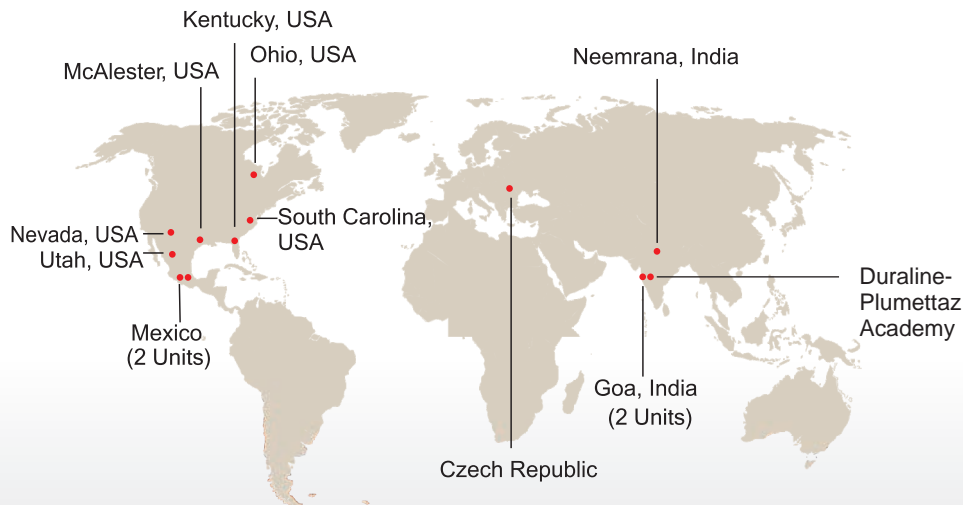 Kentucky, USA
Ohio, USA
McAlester, USA
Neemrana, India
South Carolina,
USA
Nevada, USA
Utah, USA
Mexico
(2 Units)
Duraline-
Plumettaz
Academy
Goa, India
(2 Units)
Czech Republic